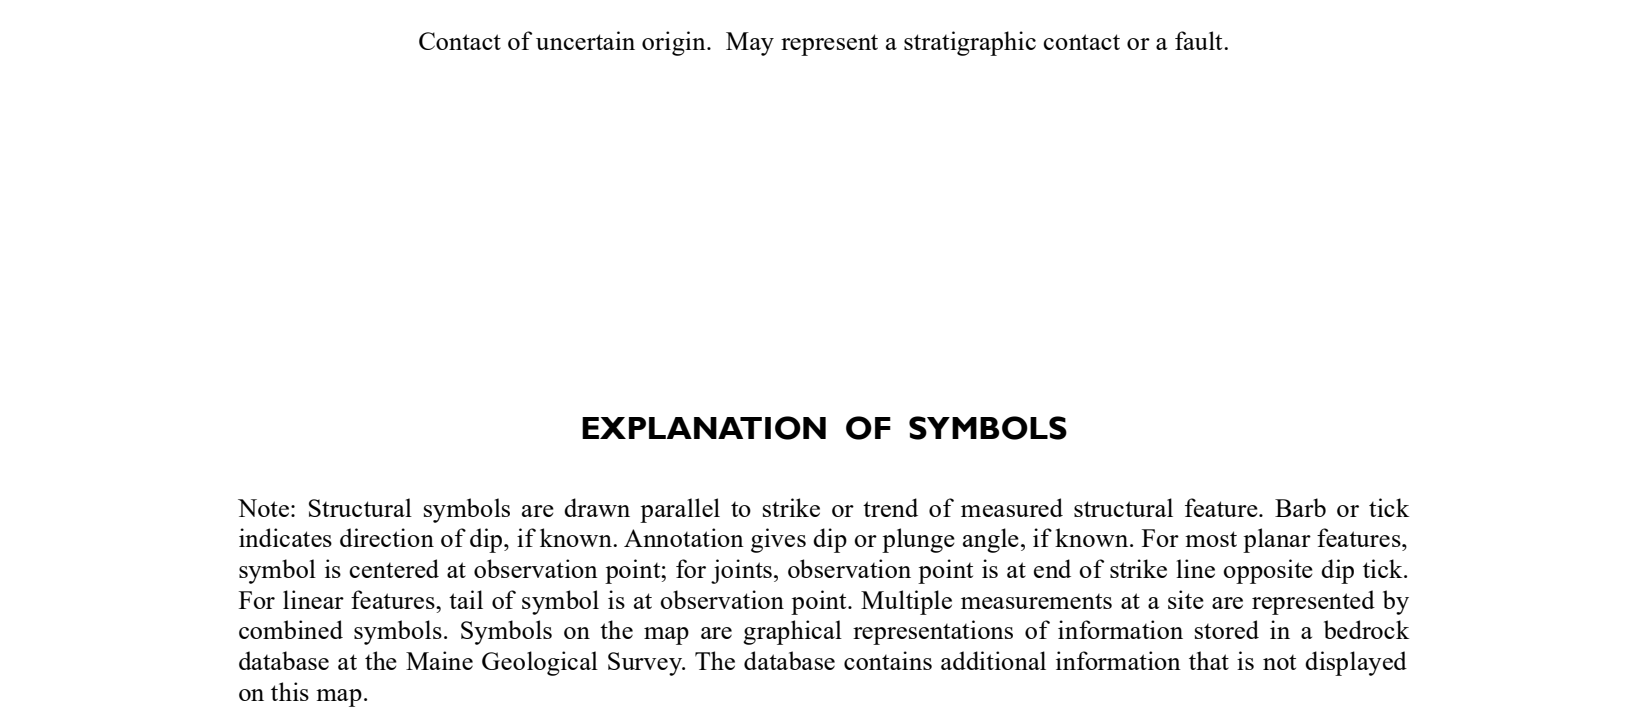 Contact of uncertain origin.  May represent a stratigraphic contact or a fault.
EXPLANATION OF SYMBOLS
Note: Structural symbols are drawn parallel to strike or trend of measured structural feature. Barb or tick
indicates direction of dip, if known. Annotation gives dip or plunge angle, if known. For most planar features,
symbol is centered at observation point; for joints, observation point is at end of strike line opposite dip tick.
For linear features, tail of symbol is at observation point. Multiple measurements at a site are represented by
combined symbols. Symbols on the map are graphical representations of information stored in a bedrock
database at the Maine Geological Survey. The database contains additional information that is not displayed
on this map.